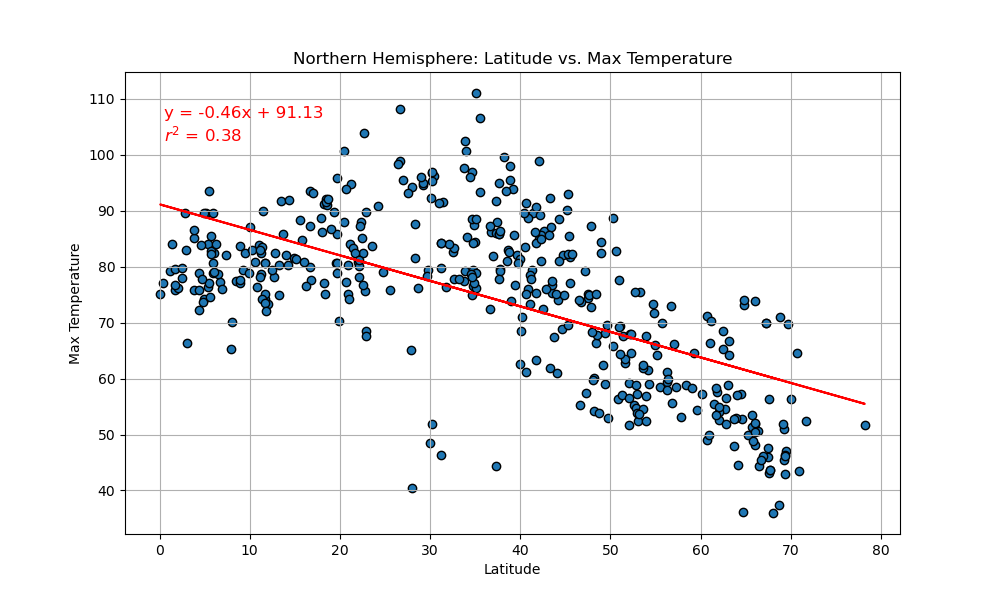 Northern Hemisphere: Latitude vs. Max Temperature
y = -0.46x + 91.13
r² = 0.38
Max Temperature
110
100
90
80
70
60
50
40
0 10 20 30 40 50 60 70 80
Latitude